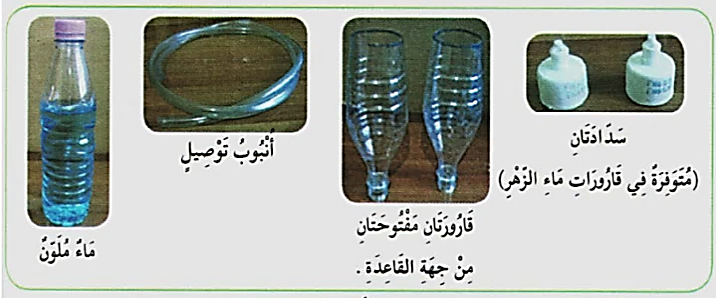 سَدَّادَتَانِ
(مُتَوَفِرَةٌ فِي قَارُورَاتِ مَاءِ الزَّهْرِ)
قَارُورَتَانِ مَفْتُوحَتَانِ
مِنْ جِهَةِ القَاعِدَةِ .
أُنْبُوبُ تَوْصِيلٍ
مَاءٌ مُلَوَّنٌ